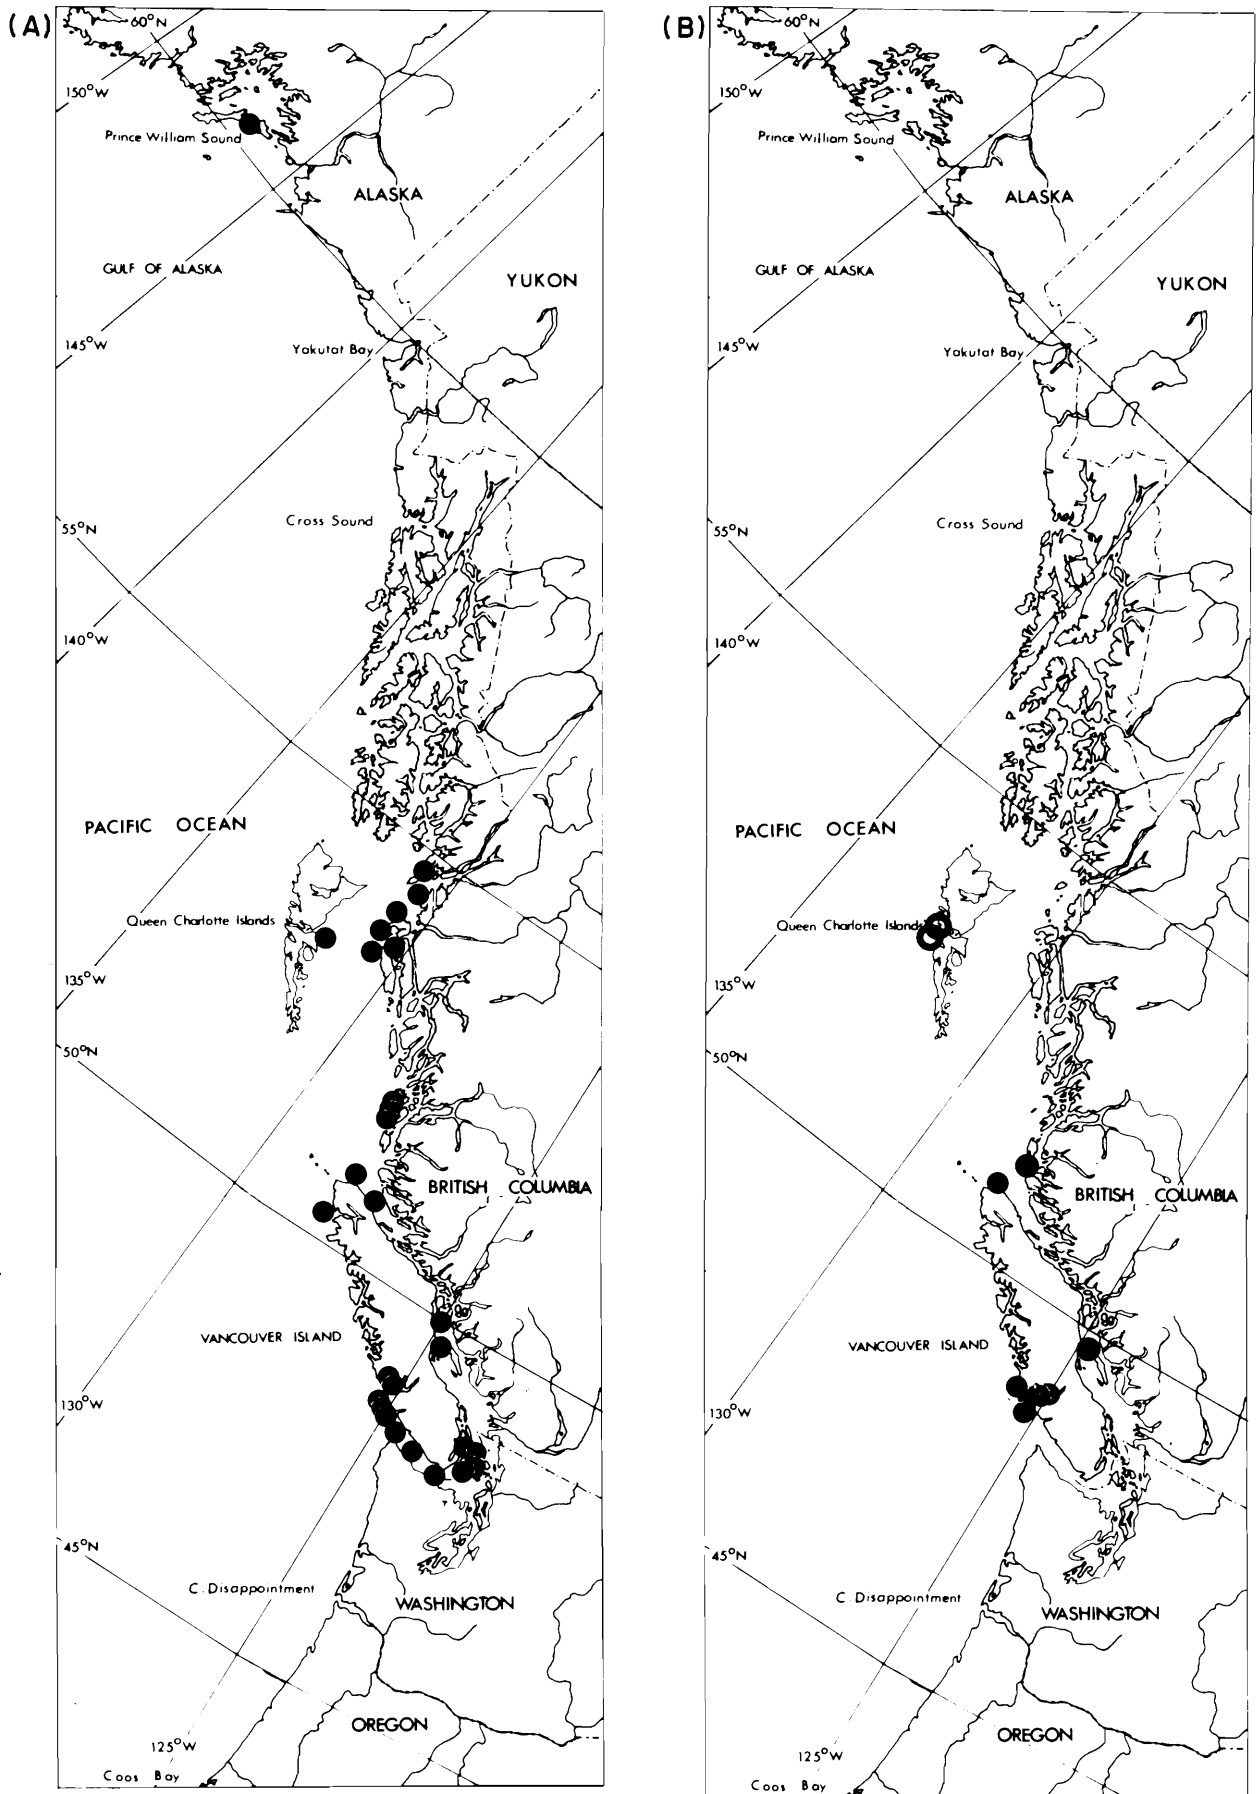 (A)
60°N
150°W
Prince William Sound
ALASKA
GULF OF ALASKA
YUKON
145°W
Yakutat Bay
Cross Sound
55°N
140°W
PACIFIC OCEAN
Queen Charlotte Islands
135°W
50°N
BRITISH COLUMBIA
VANCOUVER ISLAND
130°W
45°N
C. Disappointment
WASHINGTON
OREGON
125°W
Coos Bay
(B)
60°N
150°W
Prince William Sound
ALASKA
GULF OF ALASKA
YUKON
145°W
Yakutat Bay
Cross Sound
55°N
140°W
PACIFIC OCEAN
Queen Charlotte Islands
135°W
50°N
BRITISH COLUMBIA
VANCOUVER ISLAND
130°W
45°N
C. Disappointment
WASHINGTON
OREGON
125°W
Coos Bay